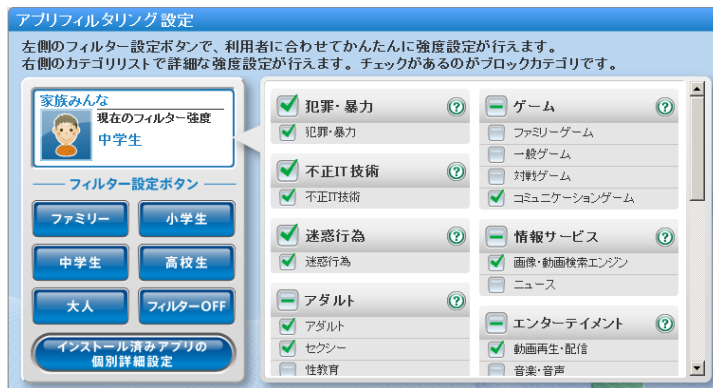 アプリフィルタリング設定
左側のフィルター設定ボタンで、利用者に合わせてかんたんに強度設定が行えます。
右側のカテゴリリストで詳細な強度設定が行えます。チェックがあるのがブロックカテゴリです。
家族みんな
現在のフィルター強度
中学生
フィルター設定ボタン
ファミリー
小学生
中学生
高校生
大人
フィルターOFF
インストール済みアプリの
個別詳細設定
犯罪・暴力
犯罪・暴力
不正IT技術
不正IT技術
迷惑行為
迷惑行為
アダルト
アダルト
セクシー
性教育
ゲーム
ファミリーゲーム
一般ゲーム
対戦ゲーム
コミュニケーションゲーム
情報サービス
画像・動画検索エンジン
ニュース
エンターテイメント
動画再生・配信
音楽・音声